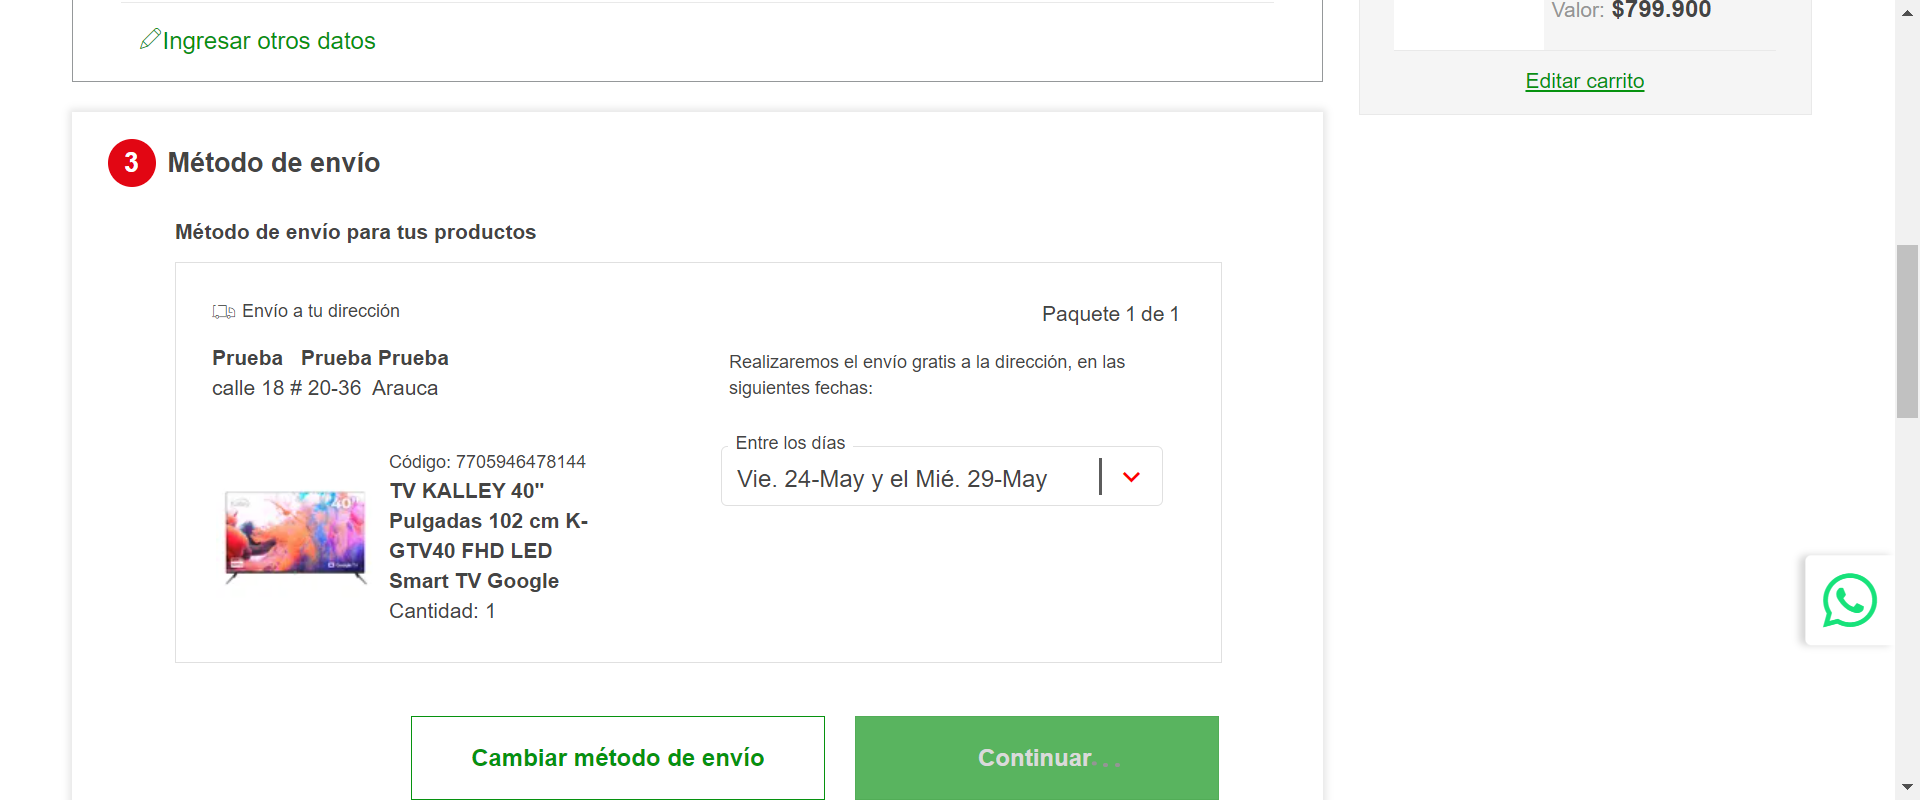 Ingresar otros datos
Valor: $799.900
Editar carrito
3 Método de envío
Método de envío para tus productos
Envío a tu dirección
Paquete 1 de 1
Prueba Prueba Prueba
calle 18 # 20-36 Arauca
Realizaremos el envío gratis a la dirección, en las
siguientes fechas:
Entre los días
Vie. 24-May y el Mié. 29-May
Código: 7705946478144
TV KALLEY 40"
Pulgadas 102 cm K-
GTV40 FHD LED
Smart TV Google
Cantidad: 1
40"
Google TV
Cambiar método de envío
Continuar...